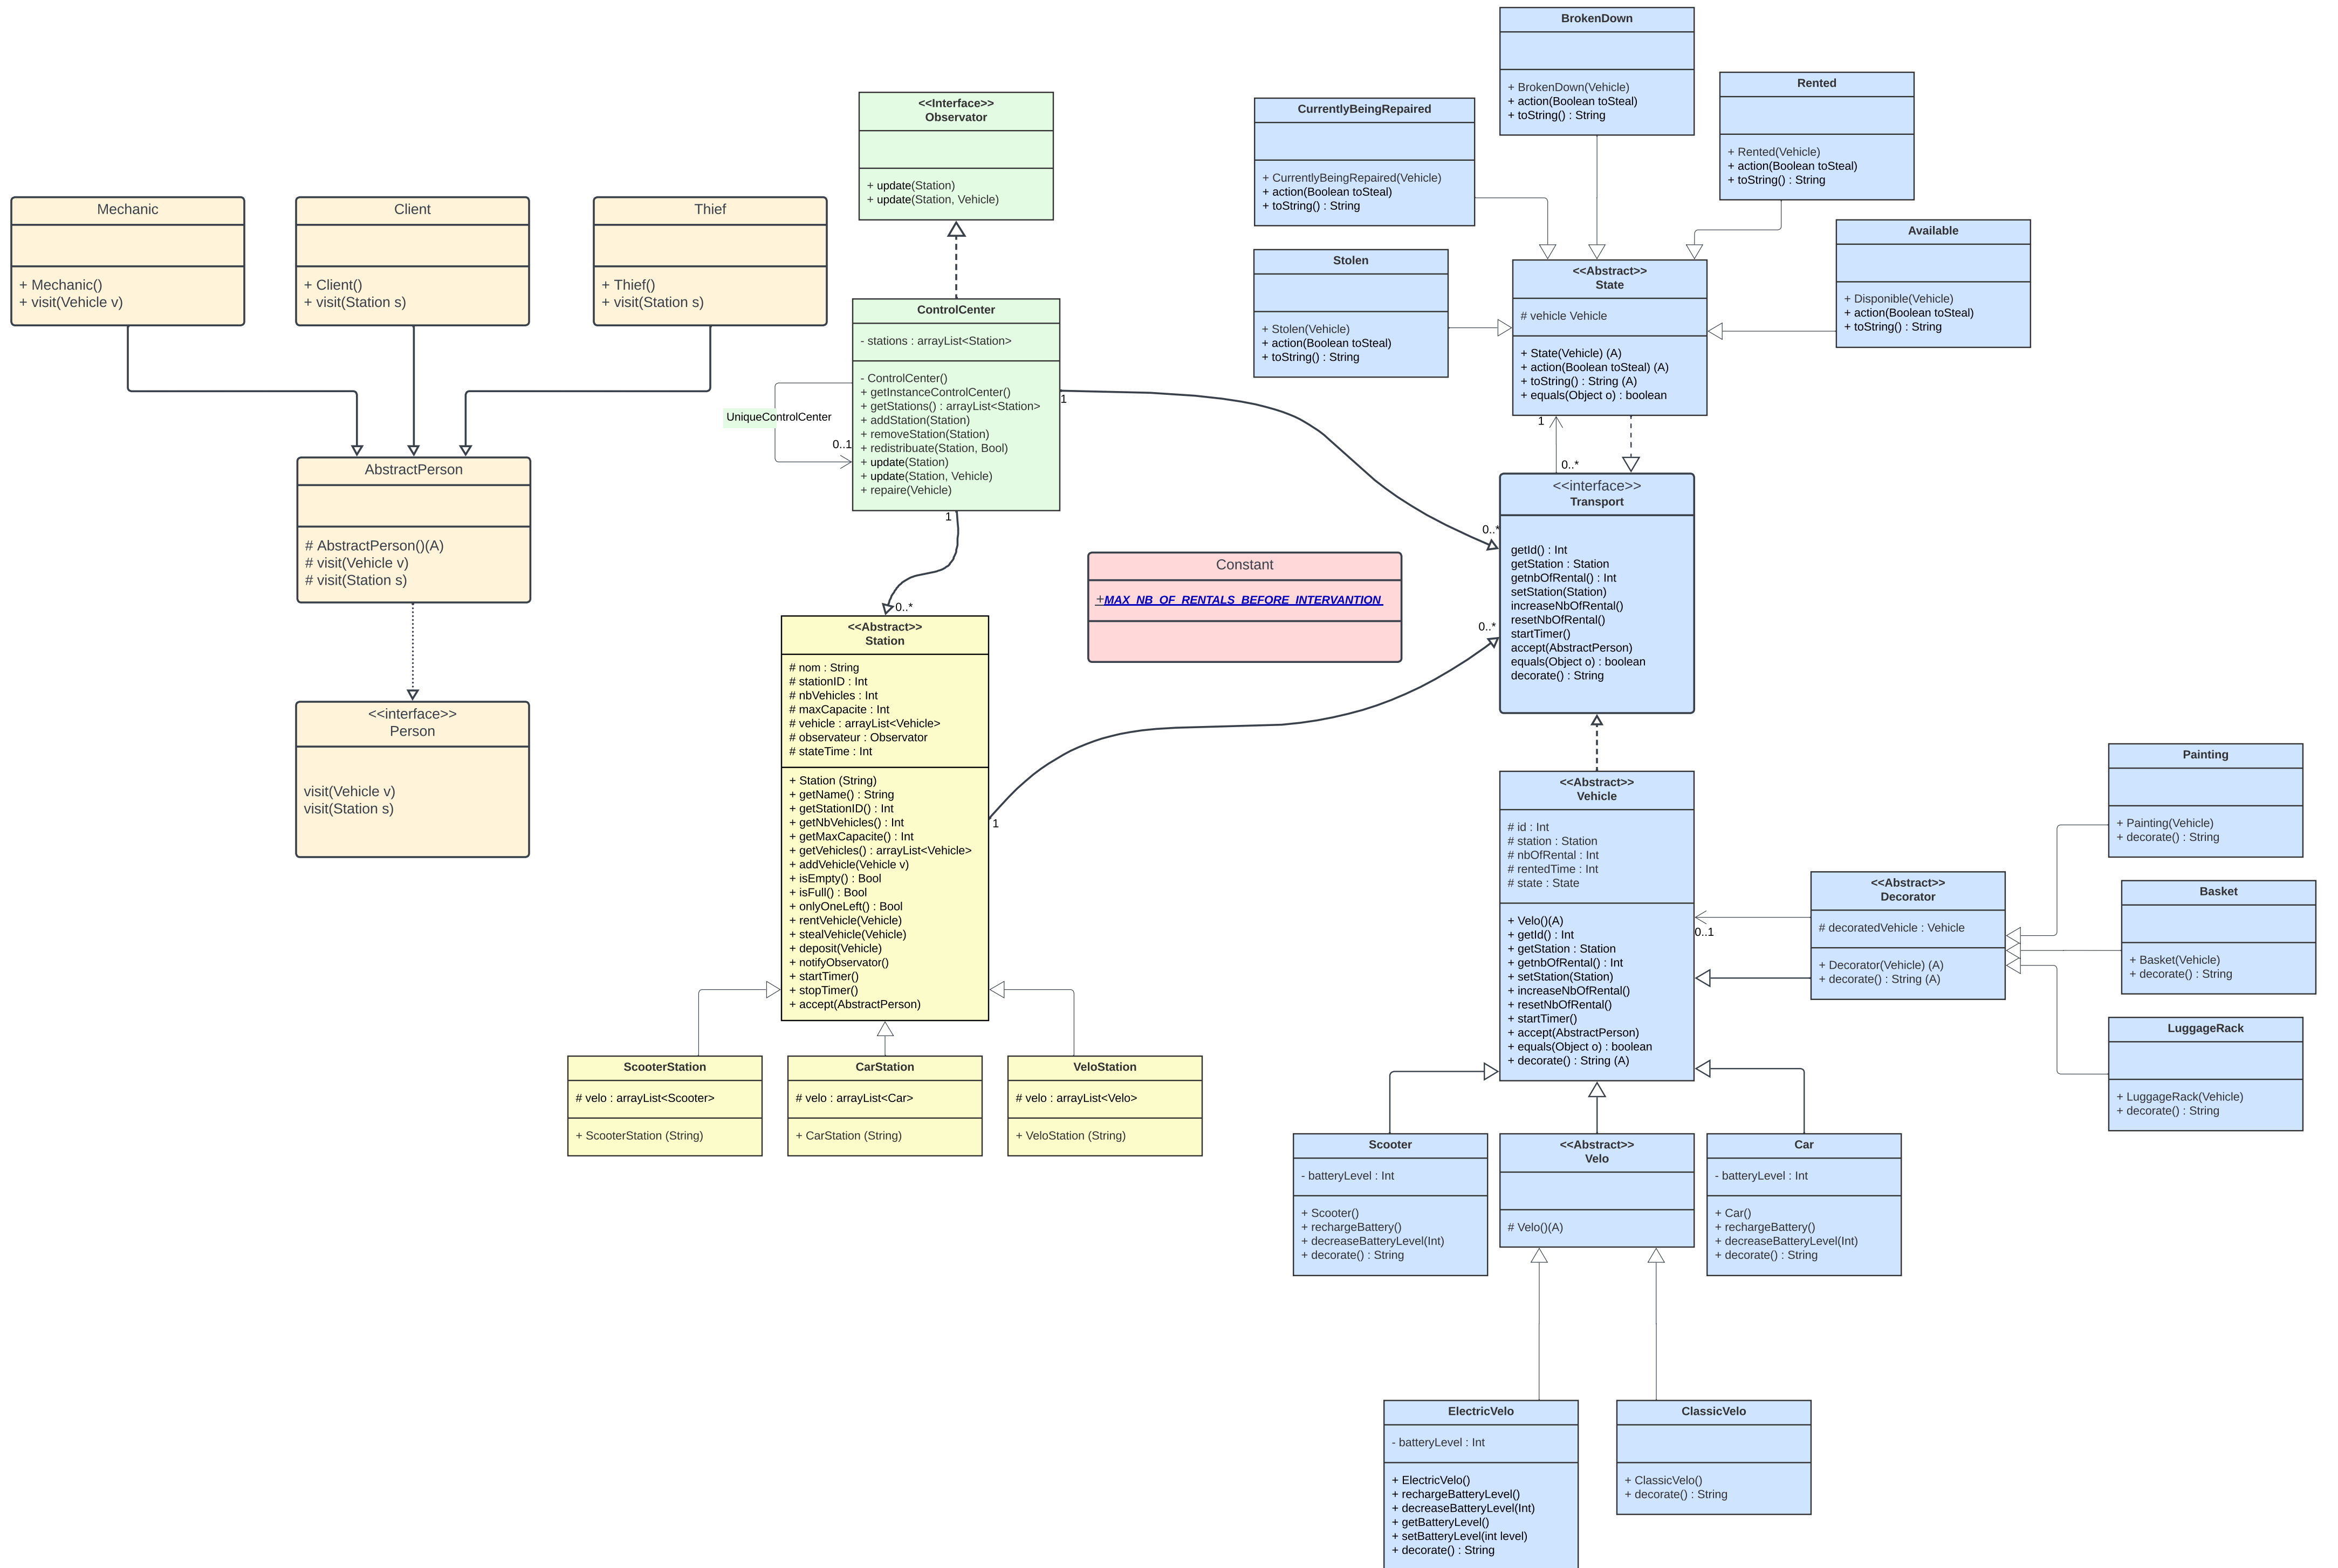 BrokenDown
+ BrokenDown(Vehicle)
+ action(Boolean toSteal)
+ toString() : String
Rented
+ Rented(Vehicle)
+ action(Boolean toSteal)
+ toString() : String
<<Interface>>
Observator
+ update(Station)
+ update(Station, Vehicle)
CurrentlyBeingRepaired
+ CurrentlyBeingRepaired(Vehicle)
+ action(Boolean toSteal)
+ toString() : String
Mechanic
+ Mechanic()
+ visit(Vehicle v)
Client
+ Client()
+ visit(Station s)
Thief
+ Thief()
+ visit(Station s)
Available
+ Disponible(Vehicle)
+ action(Boolean toSteal)
+ toString() : String
Stolen
+ Stolen(Vehicle)
+ action(Boolean toSteal)
+ toString() : String
<<Abstract>>
State
# vehicle Vehicle
+ State(Vehicle) (A)
+ action(Boolean toSteal) (A)
+ toString() : String (A)
+ equals(Object o) : boolean
1
0..*
ControlCenter
- stations : arrayList<Station>
- ControlCenter()
+ getInstanceControlCenter()
+ getStations() : arrayList<Station>
+ addStation(Station)
+ removeStation(Station)
+ redistribuate(Station, Bool)
+ update(Station)
+ update(Station, Vehicle)
+ repaire(Vehicle)
UniqueControlCenter
0..1
1
1
0..*
0..*
AbstractPerson
# AbstractPerson()(A)
# visit(Vehicle v)
# visit(Station s)
<<interface>>
Transport
getId() : Int
getStation : Station
getnbOfRental() : Int
setStation(Station)
increaseNbOfRental()
resetNbOfRental()
startTimer()
accept(AbstractPerson)
equals(Object o) : boolean
decorate() : String
Constant
+MAX_NB_OF_RENTALS_BEFORE_INTERVANTION
0..*
1
<<Abstract>>
Station
# nom : String
# stationID : Int
# nbVehicles : Int
# maxCapacite : Int
# vehicle : arrayList<Vehicle>
# observateur : Observator
# stateTime : Int
+ Station (String)
+ getName() : String
+ getStationID() : Int
+ getNbVehicles() : Int
+ getMaxCapacite() : Int
+ getVehicles() : arrayList<Vehicle>
+ addVehicle(Vehicle v)
+ isEmpty() : Bool
+ isFull() : Bool
+ onlyOneLeft() : Bool
+ rentVehicle(Vehicle)
+ stealVehicle(Vehicle)
+ deposit(Vehicle)
+ notifyObservator()
+ startTimer()
+ stopTimer()
+ accept(AbstractPerson)
<<interface>>
Person
visit(Vehicle v)
visit(Station s)
<<Abstract>>
Vehicle
# id : Int
# station : Station
# nbOfRental : Int
# rentedTime : Int
# state : State
+ Velo()(A)
+ getId() : Int
+ getStation : Station
+ getnbOfRental() : Int
+ setStation(Station)
+ increaseNbOfRental()
+ resetNbOfRental()
+ startTimer()
+ accept(AbstractPerson)
+ equals(Object o) : boolean
+ decorate() : String (A)
0..1
<<Abstract>>
Decorator
# decoratedVehicle : Vehicle
+ Decorator(Vehicle) (A)
+ decorate() : String (A)
Painting
+ Painting(Vehicle)
+ decorate() : String
Basket
+ Basket(Vehicle)
+ decorate() : String
LuggageRack
+ LuggageRack(Vehicle)
+ decorate() : String
ScooterStation
# velo : arrayList<Scooter>
+ ScooterStation (String)
CarStation
# velo : arrayList<Car>
+ CarStation (String)
VeloStation
# velo : arrayList<Velo>
+ VeloStation (String)
Scooter
- batteryLevel : Int
+ Scooter()
+ rechargeBattery()
+ decreaseBatteryLevel(Int)
+ decorate() : String
<<Abstract>>
Velo
# Velo()(A)
Car
- batteryLevel : Int
+ Car()
+ rechargeBattery()
+ decreaseBatteryLevel(Int)
+ decorate() : String
ElectricVelo
- batteryLevel : Int
+ ElectricVelo()
+ rechargeBatteryLevel()
+ decreaseBatteryLevel(Int)
+ getBatteryLevel()
+ setBatteryLevel(int level)
+ decorate() : String
ClassicVelo
+ ClassicVelo()
+ decorate() : String